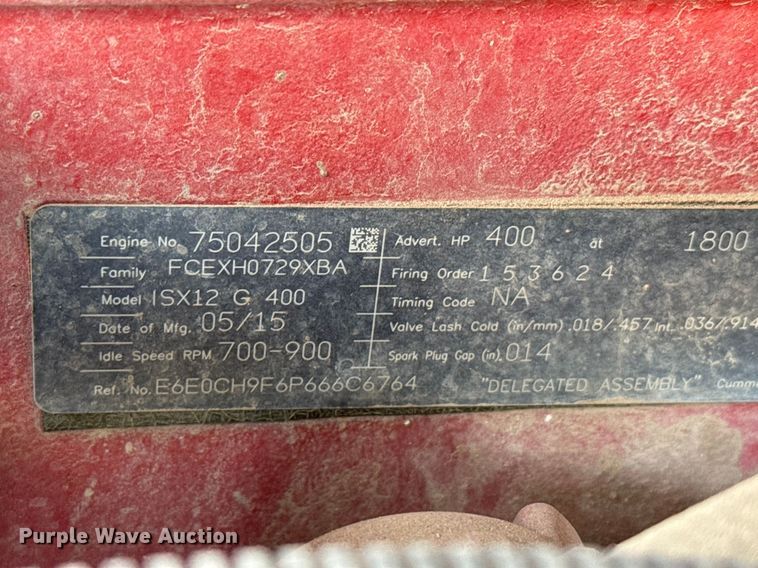 Engine No. 75042505 Advert. HP 400 at 1800
Family FCEXH0729XBA Firing Order 1 5 3 6 2 4
Model ISX12 G 400 Timing Code NA
Date of Mfg. 05/15 Valve Lash Cold (in/mm) .018/.457 Int. .036/.914
Idle Speed RPM 700-900 Spark Plug Gap (in) .014
Ref. No. E6E0CH9F6P666C6764 "DELEGATED ASSEMBLY" Cumm
Purple Wave Auction